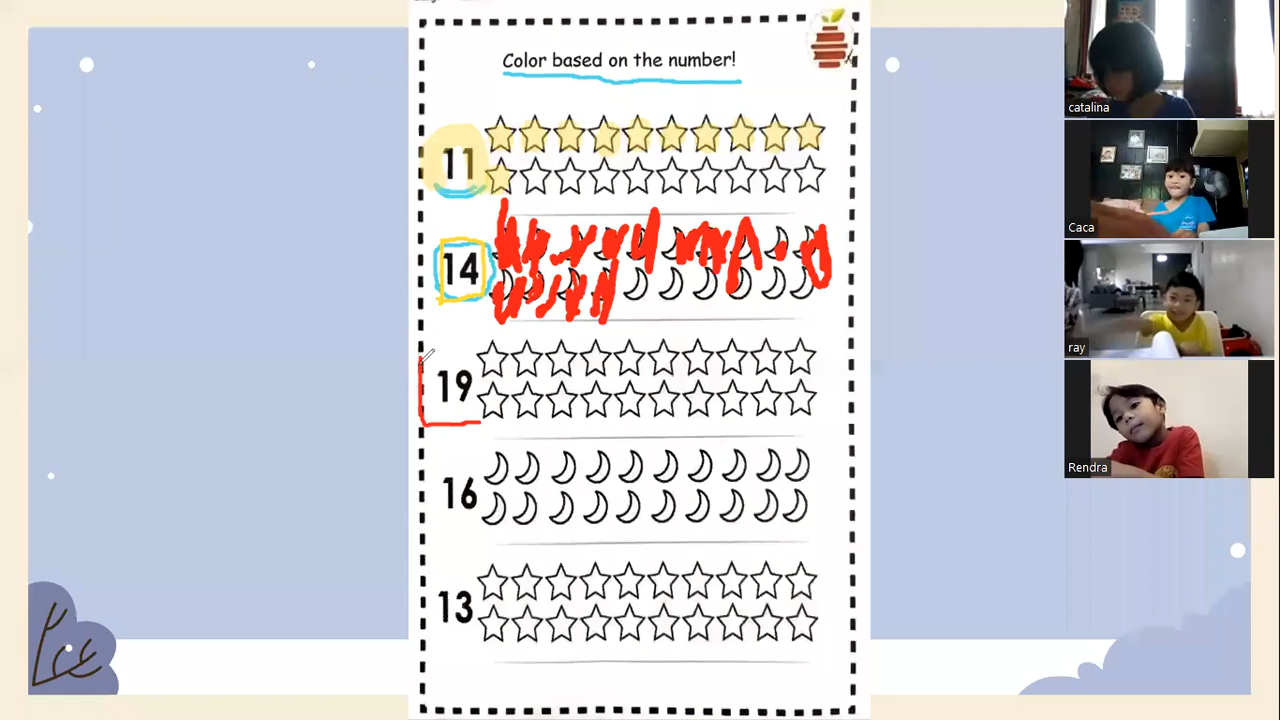 Color based on the number!
11
14
19
16
13
catalina
Caca
ray
Rendra